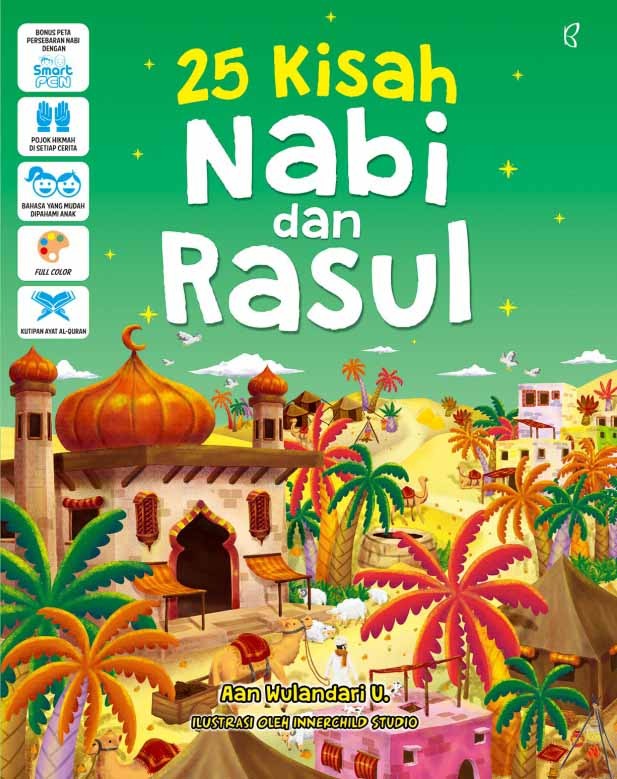 BONUS PETA
PERSEBARAN NABI
DENGAN
Smart
PEN
POJOK HIKMAH
DI SETIAP CERITA
BAHASA YANG MUDAH
DIPAHAMI ANAK
FULL COLOR
KUTIPAN AYAT AL-QURAN
25 Kisah
Nabi
dan
Rasul
Aan Wulandari U.
ILUSTRASI OLEH INNERCHILD STUDIO